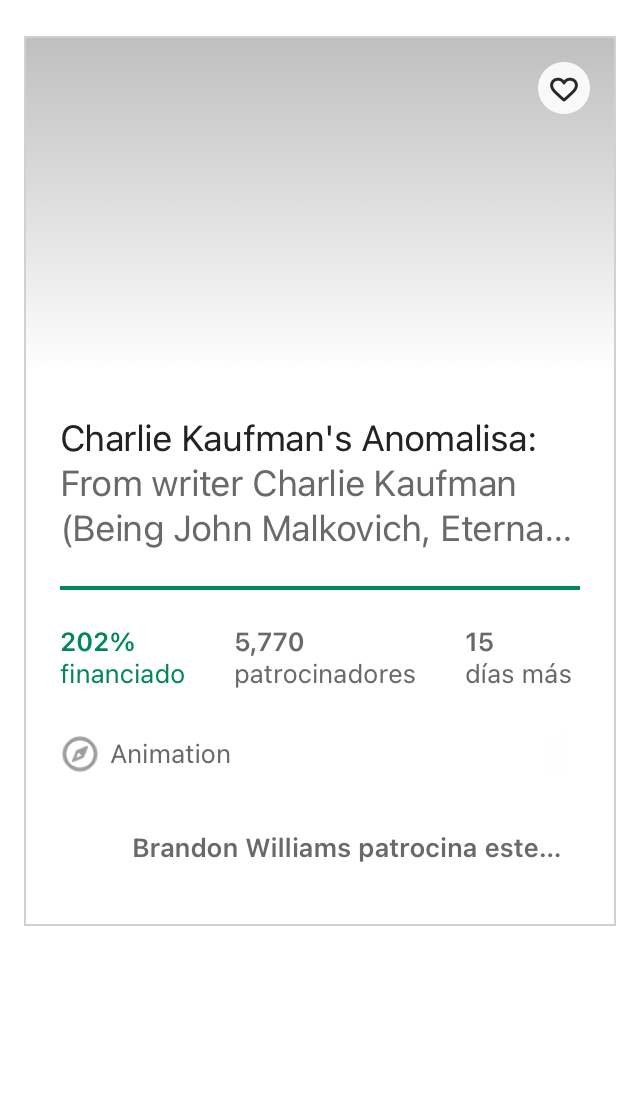 Charlie Kaufman's Anomalisa:
From writer Charlie Kaufman
(Being John Malkovich, Eterna...
202%
financiado
5,770
patrocinadores
15
días más
Animation
Brandon Williams patrocina este...